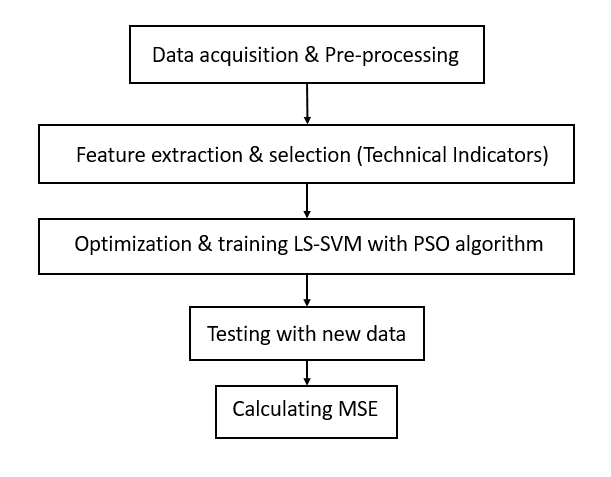 Data acquisition & Pre-processing
Feature extraction & selection (Technical Indicators)
Optimization & training LS-SVM with PSO algorithm
Testing with new data
Calculating MSE